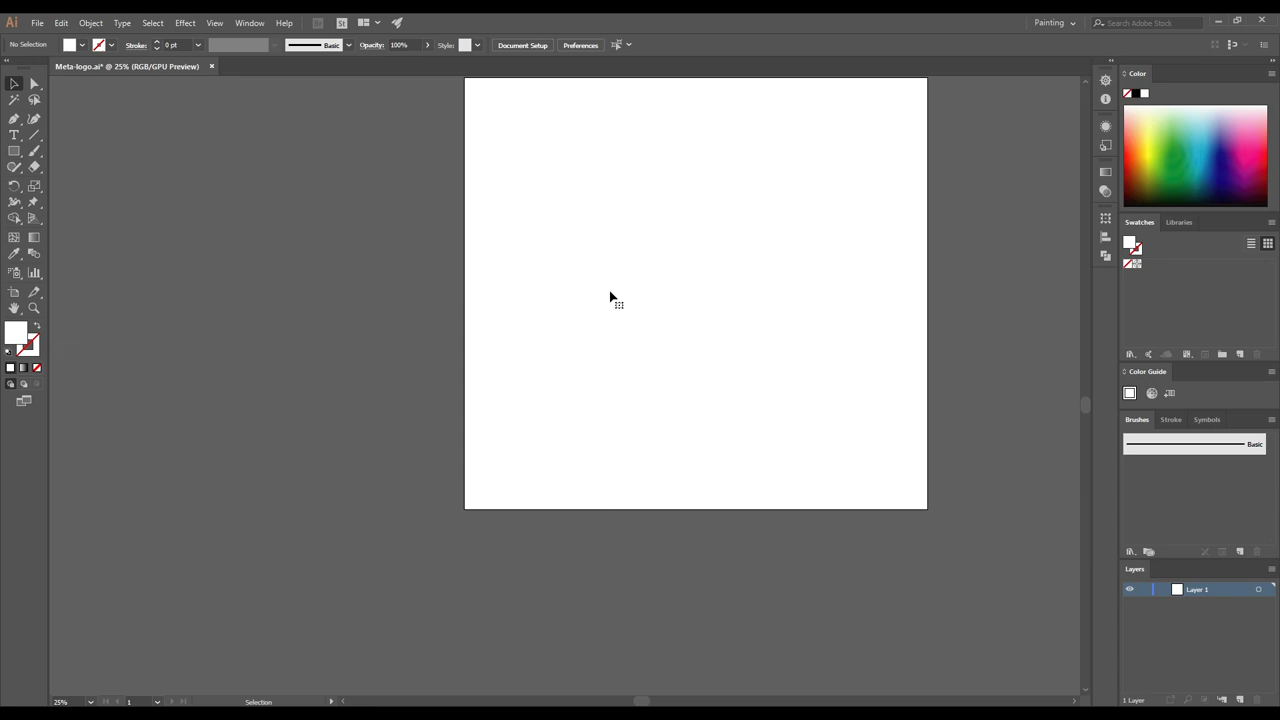 Ai File Edit Object Type Select Effect View Window Help Br St Painting Search Adobe Stock
No Selection Stroke: 0 pt Basic Opacity: 100% Style: Document Setup Preferences
Meta-logo.ai* @ 25% (RGB/GPU Preview)
Color
Swatches Libraries
Color Guide
Brushes Stroke Symbols
Basic
Layers
Layer 1
25% 1 Selection 1 Layer